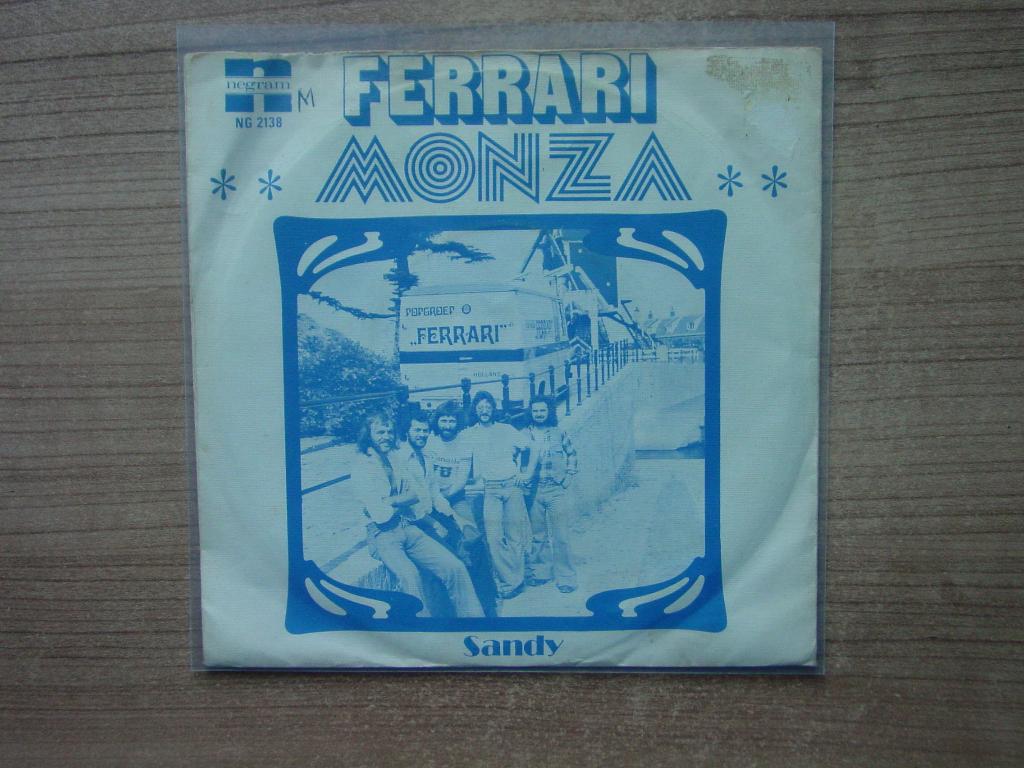 negram
M
NG 2138
FERRARI
MONZA
POPGROEP
„FERRARI”
HOLLAND
Sandy